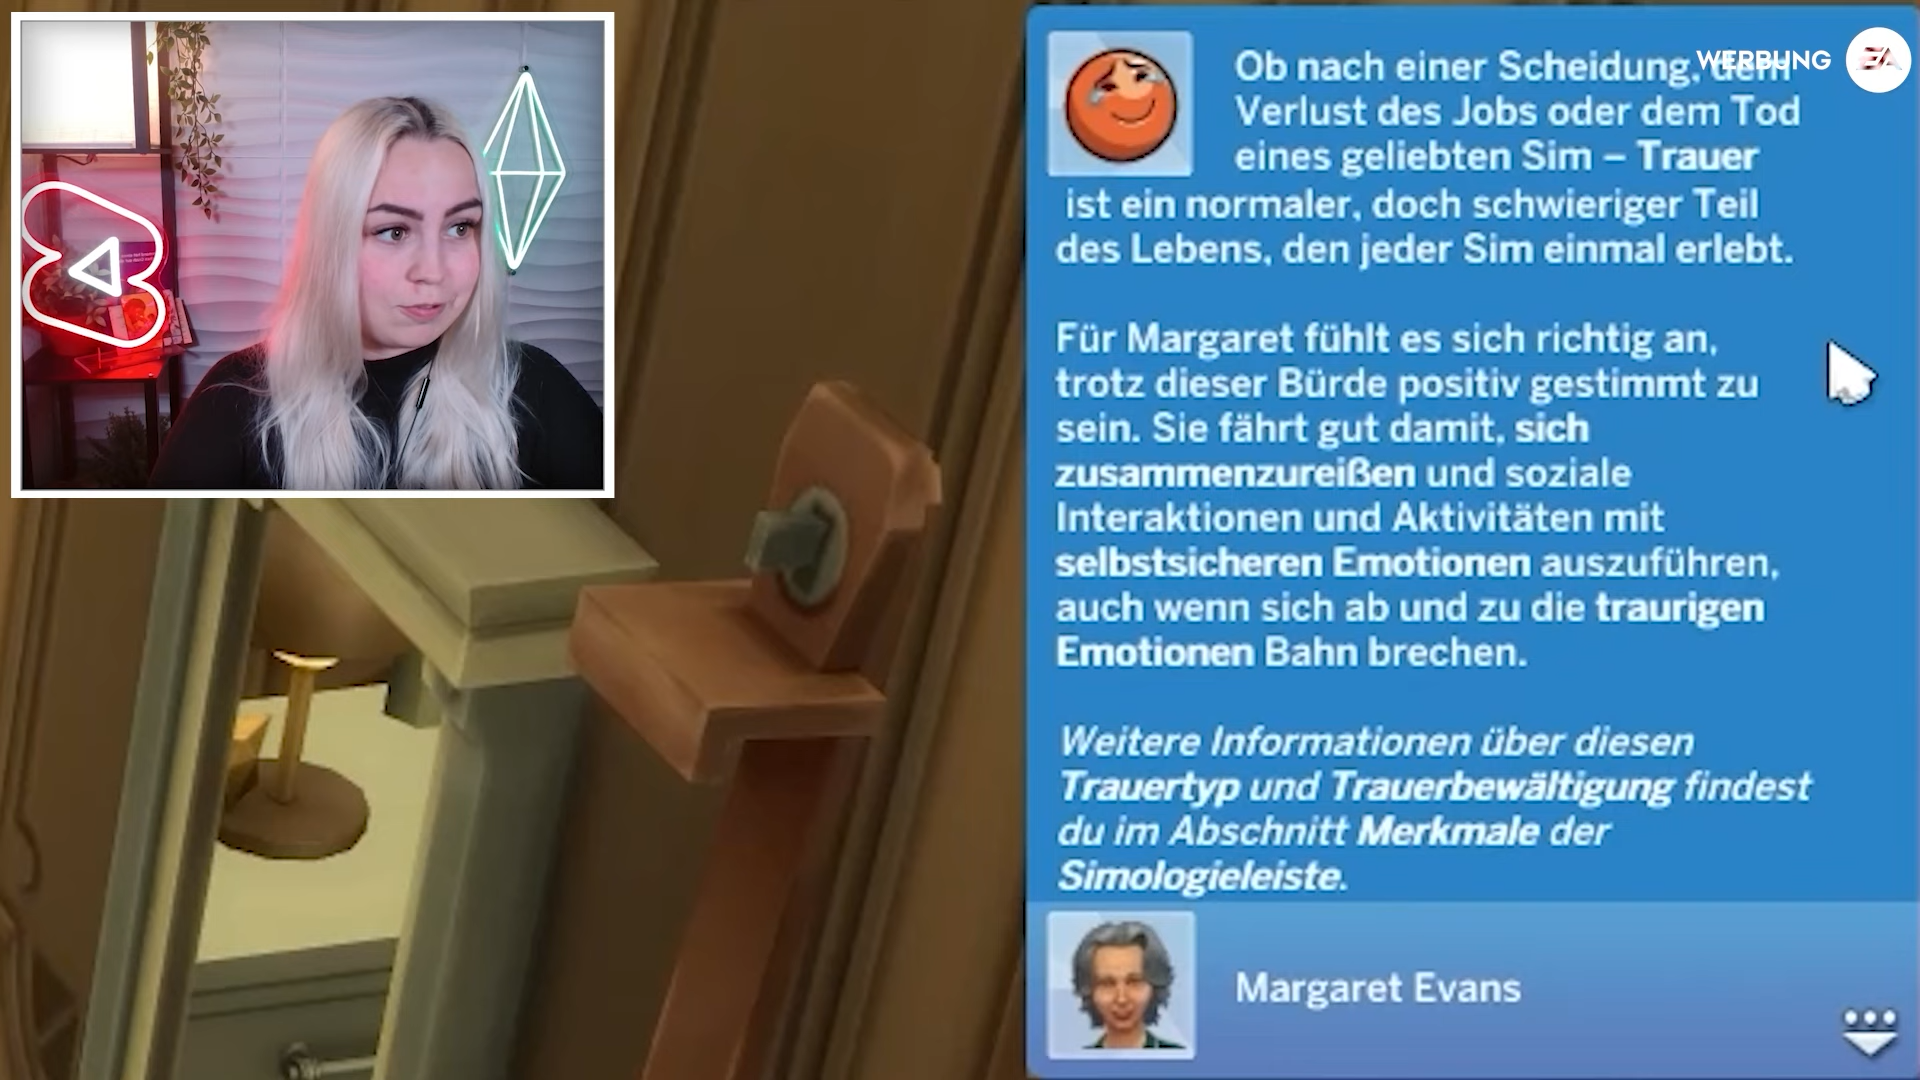 WERBUNG
EA
Ob nach einer Scheidung, dem
Verlust des Jobs oder dem Tod
eines geliebten Sim – Trauer
ist ein normaler, doch schwieriger Teil
des Lebens, den jeder Sim einmal erlebt.
Für Margaret fühlt es sich richtig an,
trotz dieser Bürde positiv gestimmt zu
sein. Sie fährt gut damit, sich
zusammenzureißen und soziale
Interaktionen und Aktivitäten mit
selbstsicheren Emotionen auszuführen,
auch wenn sich ab und zu die traurigen
Emotionen Bahn brechen.
Weitere Informationen über diesen
Trauertyp und Trauerbewältigung findest
du im Abschnitt Merkmale der
Simologieleiste.
Margaret Evans